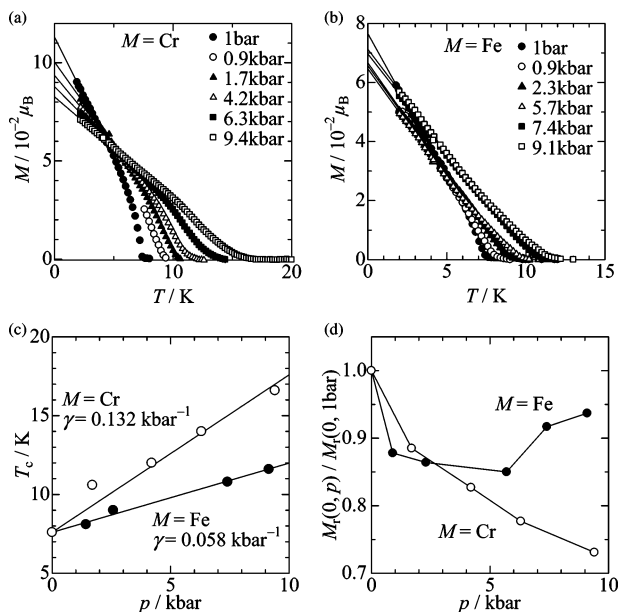 (a)
M / 10⁻² μB
10
5
0
0
10
20
T / K
M = Cr
1bar
0.9kbar
1.7kbar
4.2kbar
6.3kbar
9.4kbar
(b)
M / 10⁻² μB
8
6
4
2
0
0
5
10
15
T / K
M = Fe
1bar
0.9kbar
2.3kbar
5.7kbar
7.4kbar
9.1kbar
(c)
Tc / K
20
15
10
5
0
5
10
p / kbar
M = Cr
γ = 0.132 kbar⁻¹
M = Fe
γ = 0.058 kbar⁻¹
(d)
Mr(0, p) / Mr(0, 1bar)
1.0
0.9
0.8
0.7
0
5
10
p / kbar
M = Fe
M = Cr